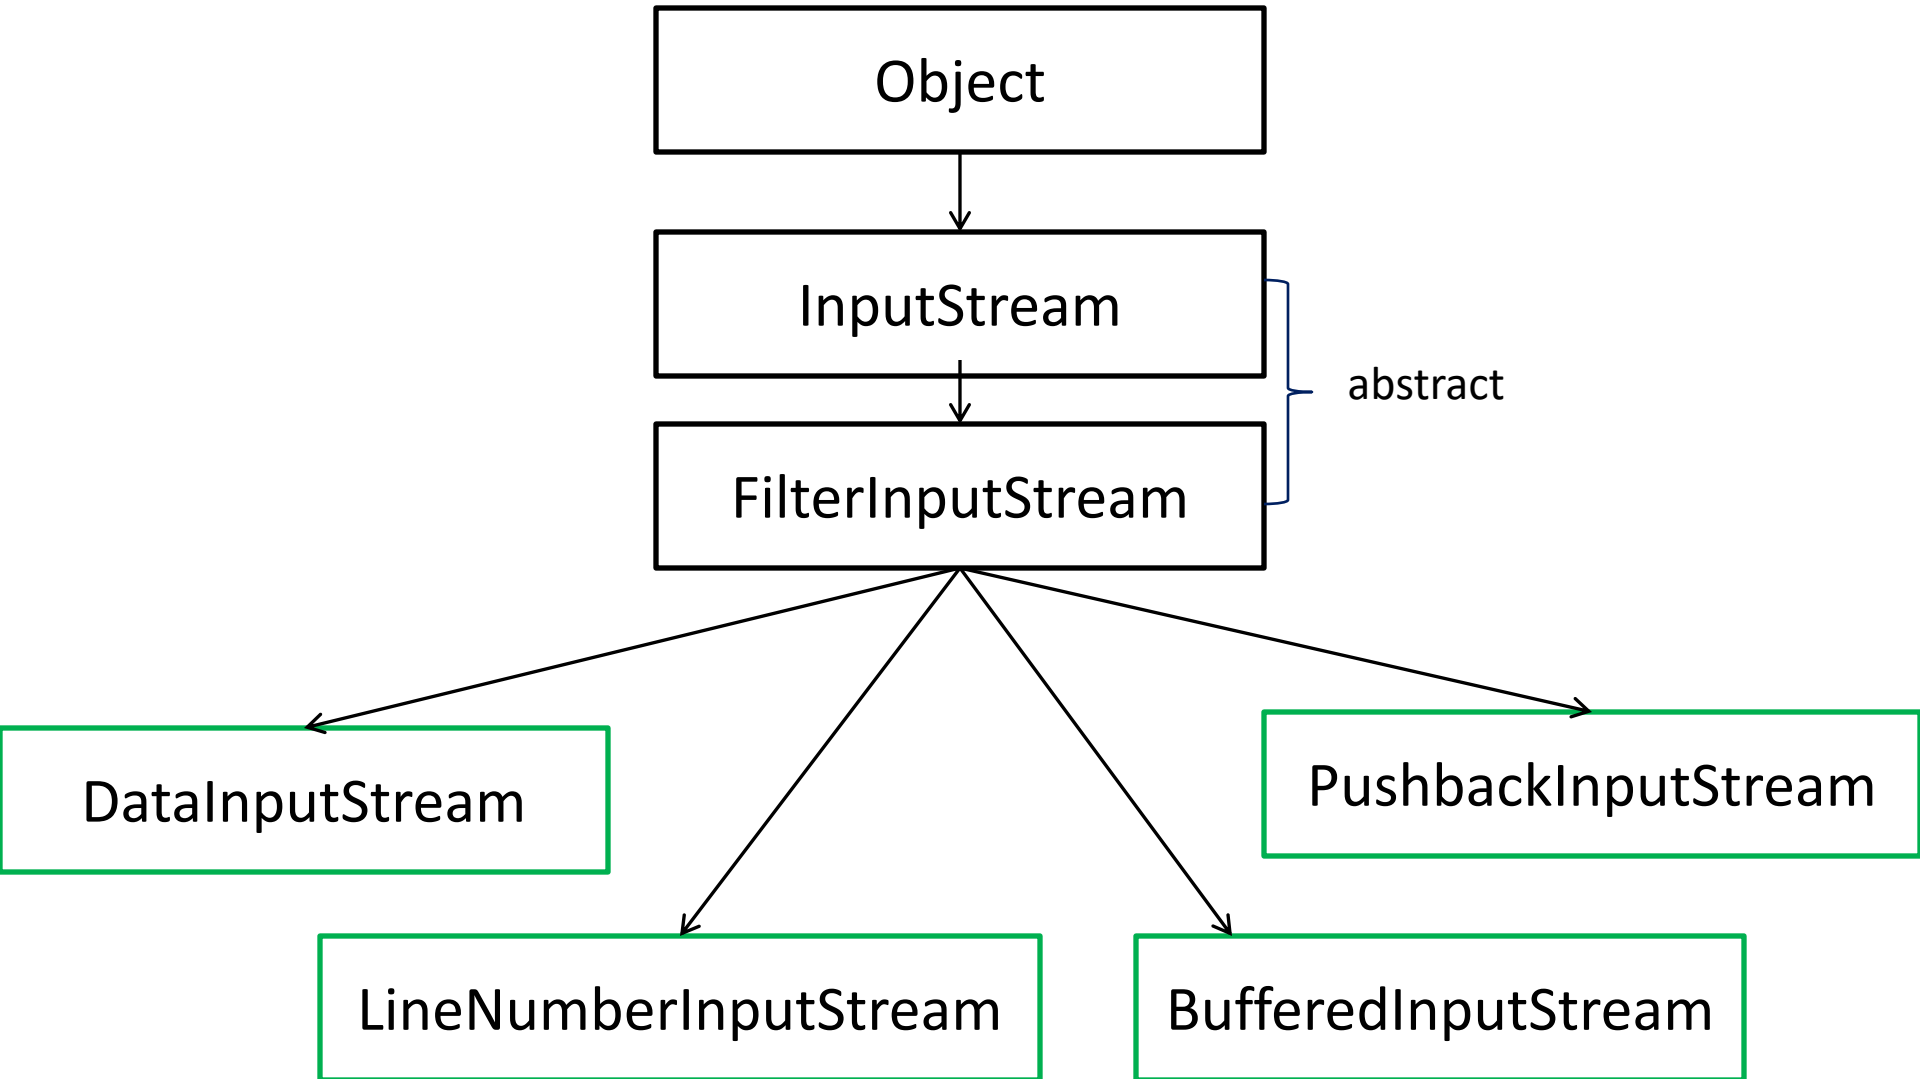 Object
InputStream
abstract
FilterInputStream
DataInputStream
PushbackInputStream
LineNumberInputStream
BufferedInputStream